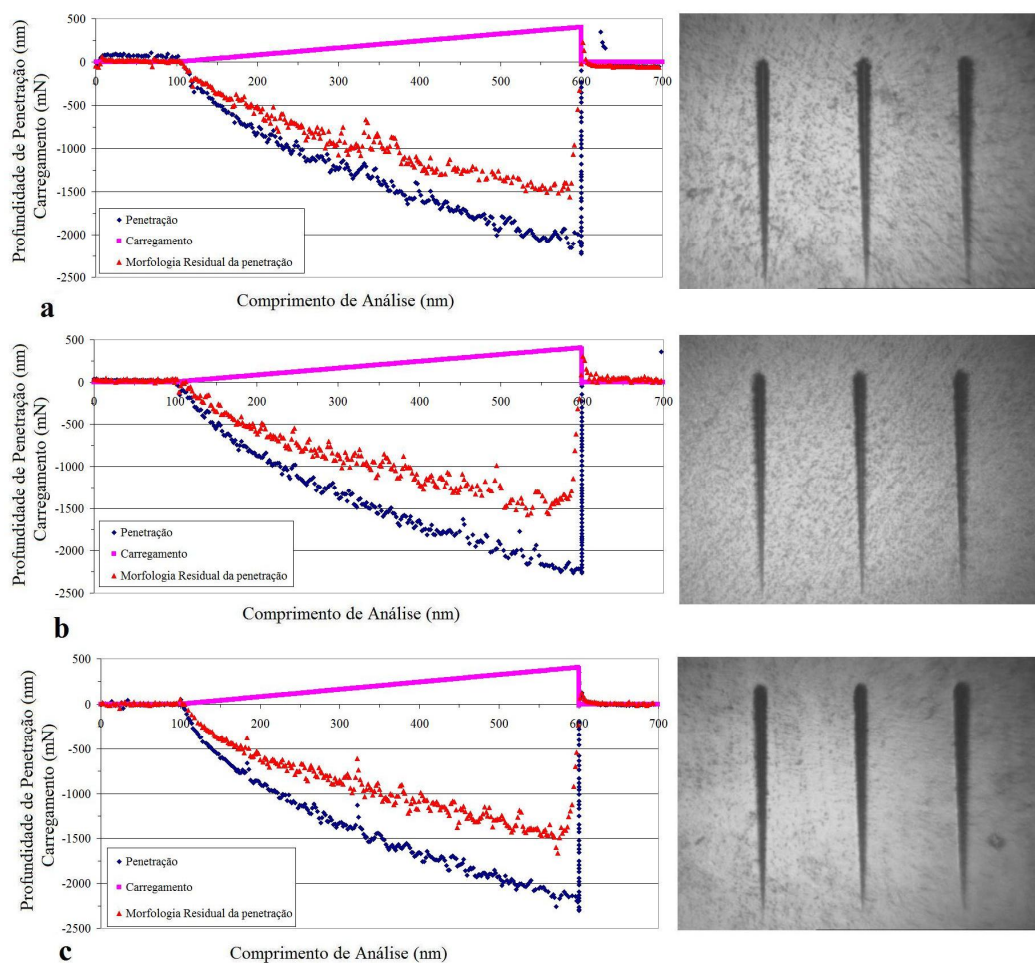 Profundidade de Penetração (nm)
Carregamento (mN)
500
0
-500
-1000
-1500
-2000
-2500
0
100
200
300
400
500
600
700
Penetração
Carregamento
Morfologia Residual da penetração
Comprimento de Análise (nm)
a
Profundidade de Penetração (nm)
Carregamento (mN)
500
0
-500
-1000
-1500
-2000
-2500
0
100
200
300
400
500
600
700
Penetração
Carregamento
Morfologia Residual da penetração
Comprimento de Análise (nm)
b
Profundidade de Penetração (nm)
Carregamento (mN)
500
0
-500
-1000
-1500
-2000
-2500
0
100
200
300
400
500
600
700
Penetração
Carregamento
Morfologia Residual da penetração
Comprimento de Análise (nm)
c